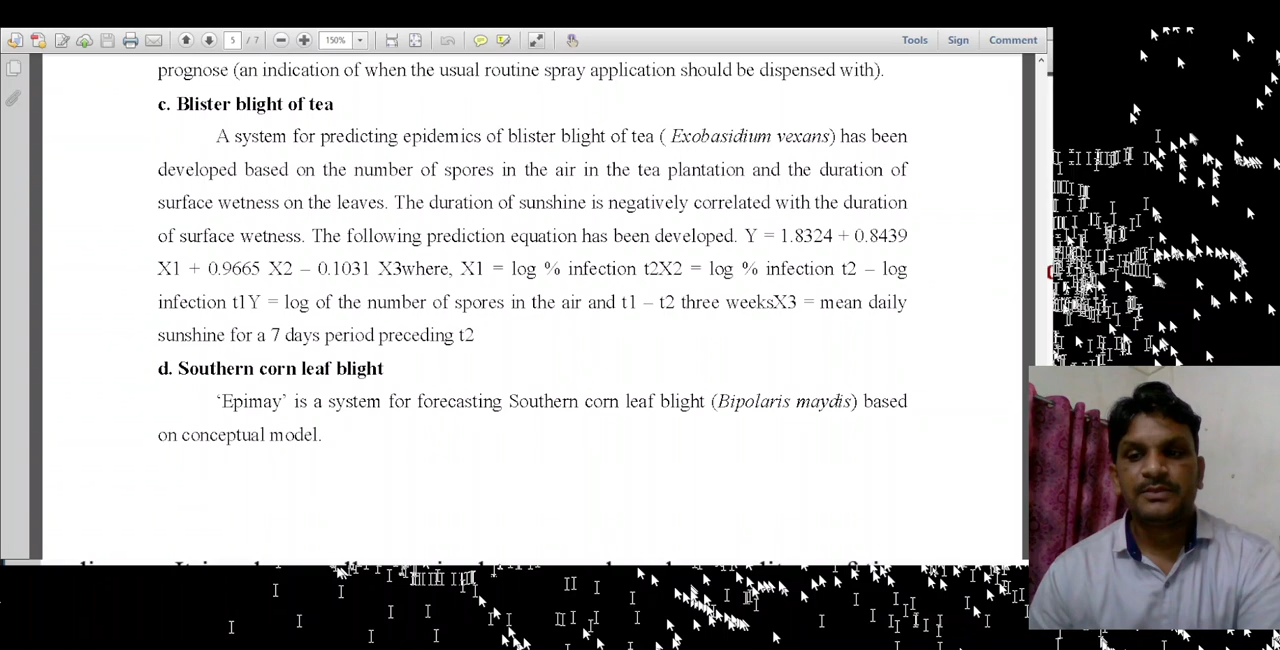 5 / 7
150%
Tools
Sign
Comment
prognose (an indication of when the usual routine spray application should be dispensed with).
c. Blister blight of tea
A system for predicting epidemics of blister blight of tea ( Exobasidium vexans) has been
developed based on the number of spores in the air in the tea plantation and the duration of
surface wetness on the leaves. The duration of sunshine is negatively correlated with the duration
of surface wetness. The following prediction equation has been developed. Y = 1.8324 + 0.8439
X1 + 0.9665 X2 – 0.1031 X3where, X1 = log % infection t2X2 = log % infection t2 – log
infection t1Y = log of the number of spores in the air and t1 – t2 three weeksX3 = mean daily
sunshine for a 7 days period preceding t2
d. Southern corn leaf blight
‘Epimay’ is a system for forecasting Southern corn leaf blight (Bipolaris maydis) based
on conceptual model.